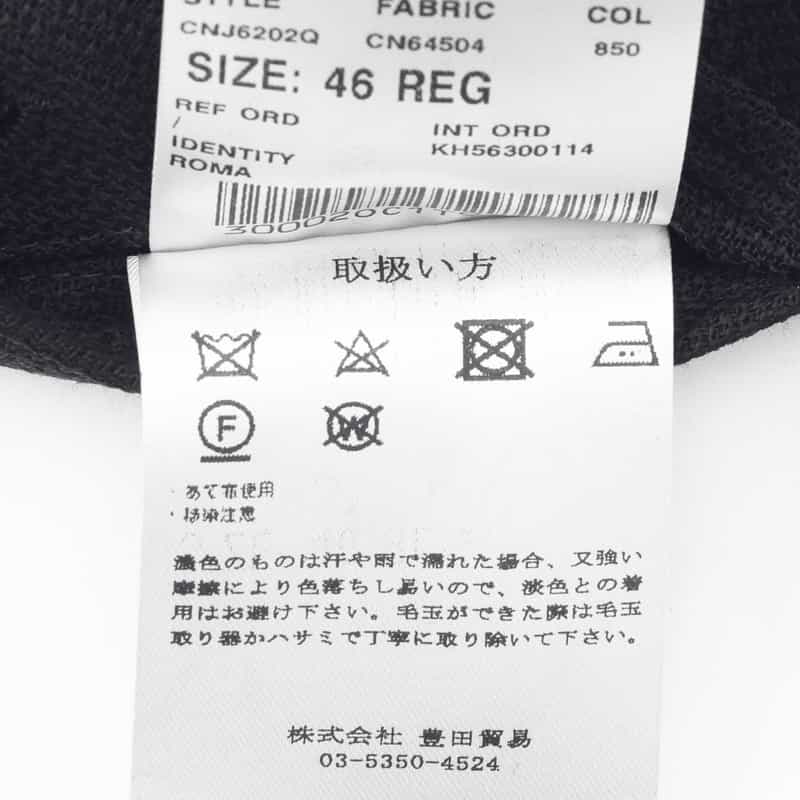 STYLE FABRIC COL
CNJ6202Q CN64504 850
SIZE: 46 REG
REF ORD INT ORD
/ KH56300114
IDENTITY
ROMA
取扱い方
F W
・あて布使用
・移染注意
濃色のものは汗や雨で濡れた場合、又強い
摩擦により色落ちし易いので、淡色との着
用はお避け下さい。毛玉ができた際は毛玉
取り器かハサミで丁寧に取り除いて下さい。
株式会社 豊田貿易
03-5350-4524